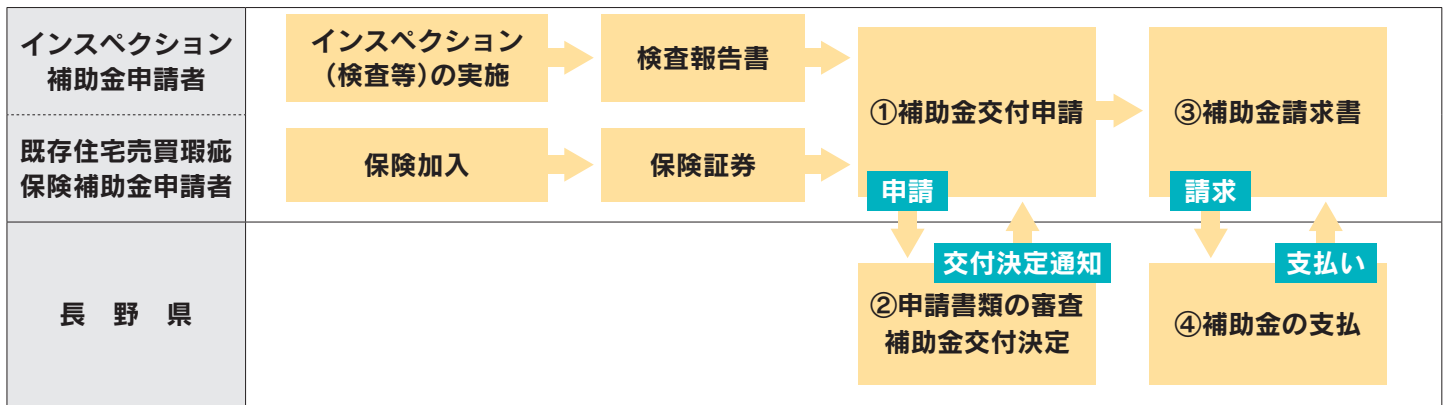 インスペクション
補助金申請者
インスペクション
（検査等）の実施
検査報告書
①補助金交付申請
③補助金請求書
既存住宅売買瑕疵
保険補助金申請者
保険加入
保険証券
申請
請求
交付決定通知
支払い
長　野　県
②申請書類の審査
補助金交付決定
④補助金の支払